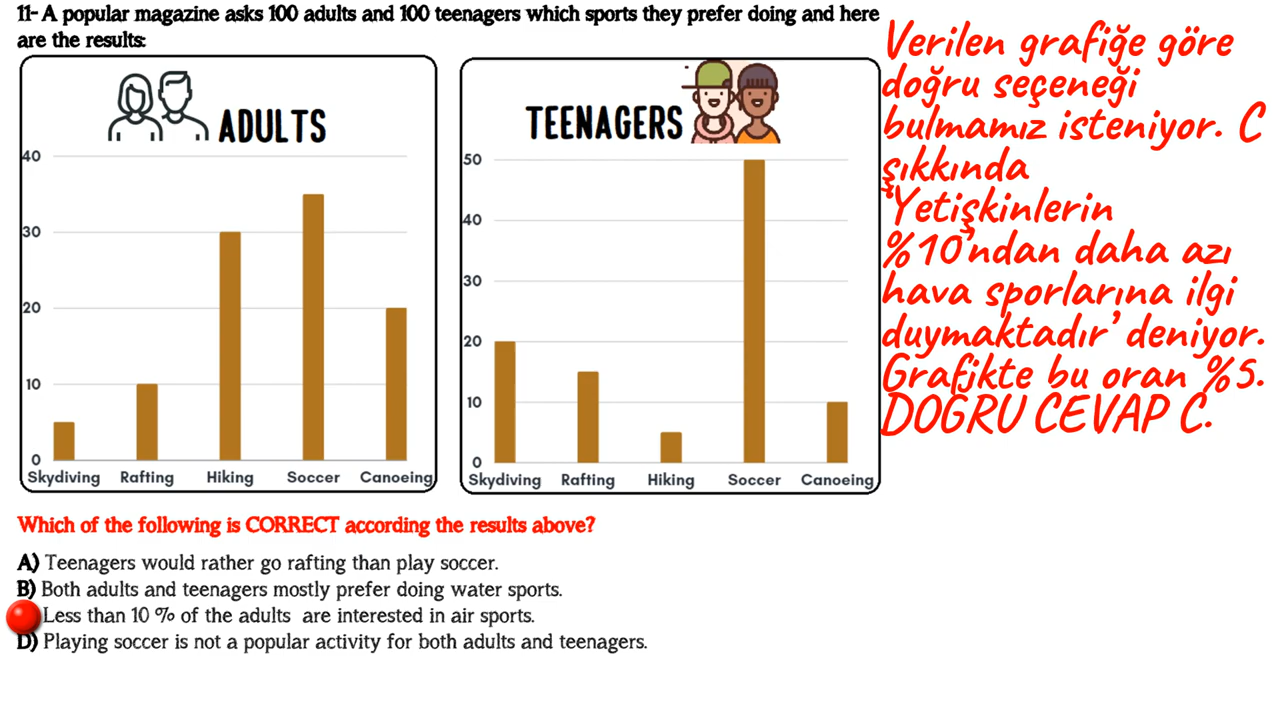 11- A popular magazine asks 100 adults and 100 teenagers which sports they prefer doing and here
are the results:
ADULTS
40
30
20
10
0
Skydiving Rafting Hiking Soccer Canoeing
TEENAGERS
50
40
30
20
10
0
Skydiving Rafting Hiking Soccer Canoeing
Verilen grafiğe göre
doğru seçeneği
bulmamız isteniyor. C
şıkkında
'Yetişkinlerin
%10'ndan daha azı
hava sporlarına ilgi
duymaktadır' deniyor.
Grafikte bu oran %5.
DOĞRU CEVAP C.
Which of the following is CORRECT according the results above?
A) Teenagers would rather go rafting than play soccer.
B) Both adults and teenagers mostly prefer doing water sports.
Less than 10 % of the adults are interested in air sports.
D) Playing soccer is not a popular activity for both adults and teenagers.